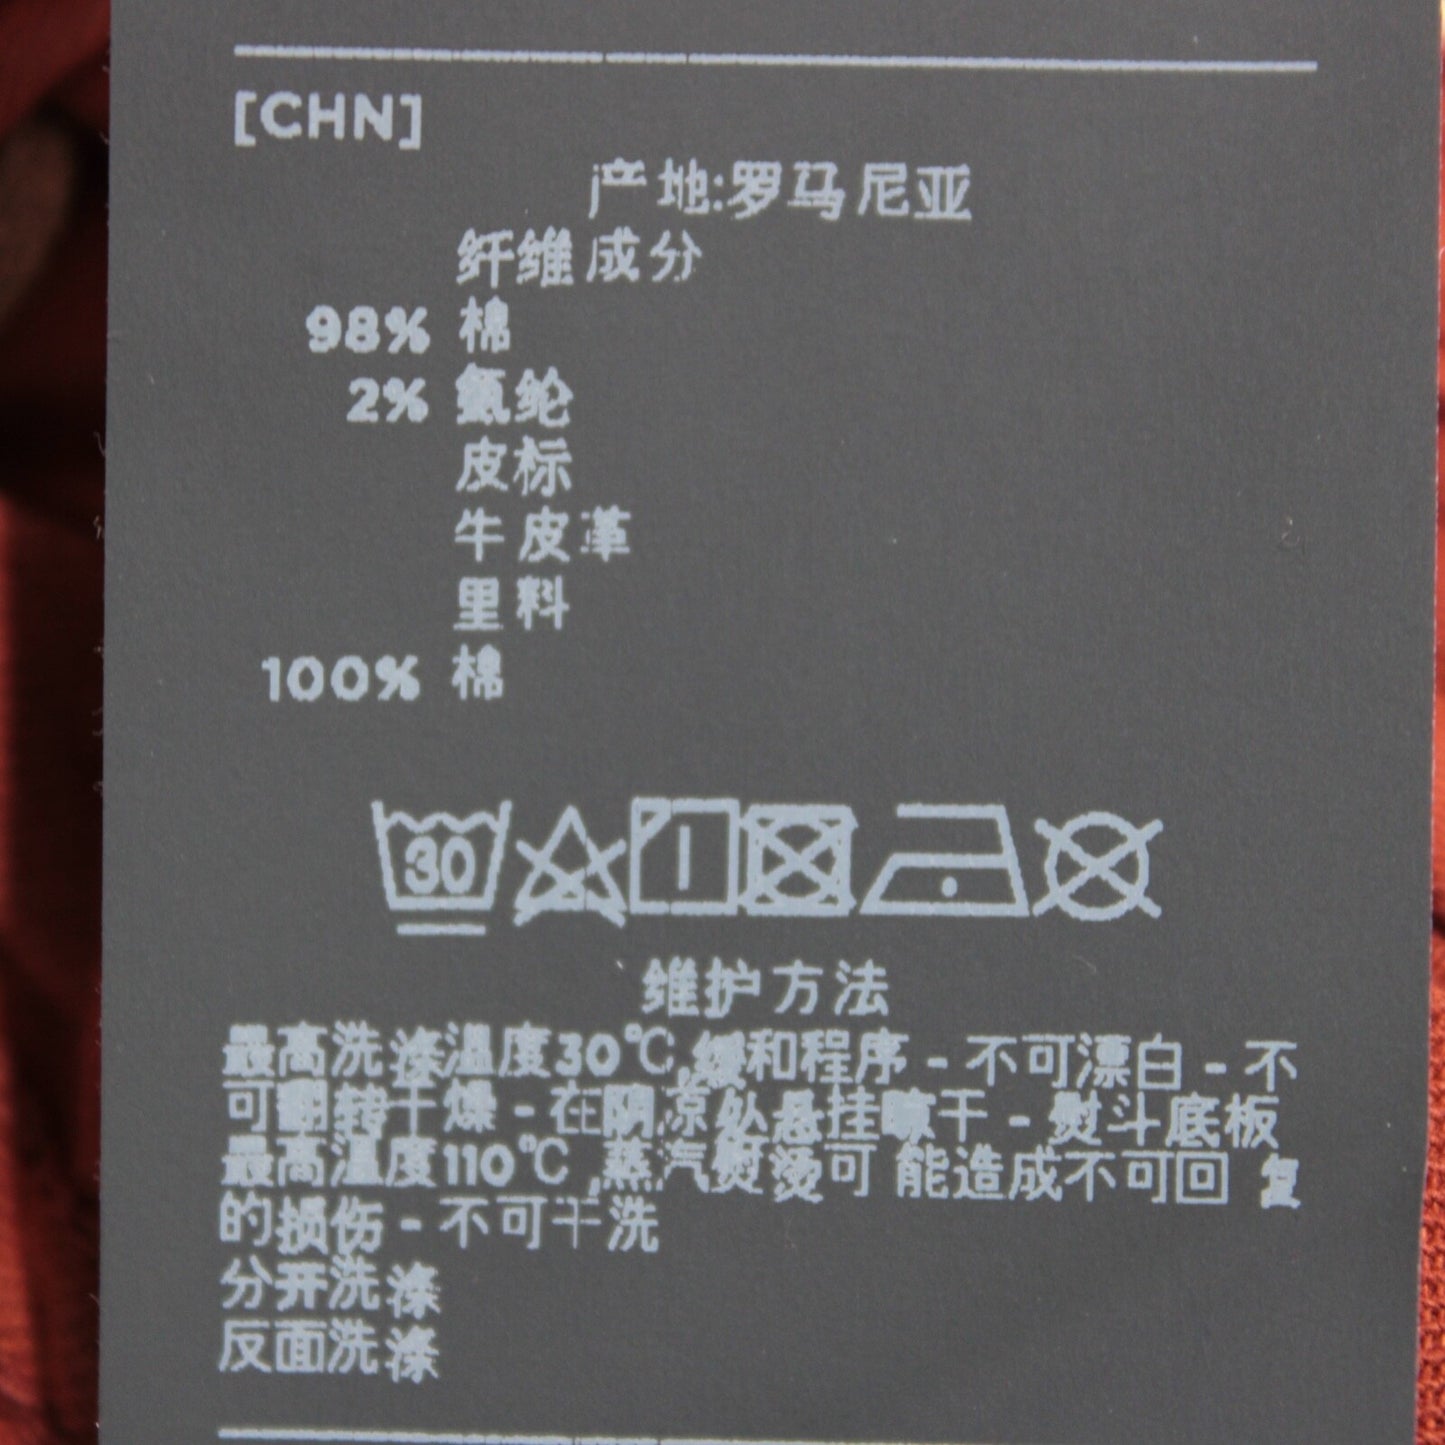 [CHN]
产地:罗马尼亚
纤维成分
98% 棉
2% 氨纶
皮标
牛皮革
里料
100% 棉
30
维护方法
最高洗涤温度30℃,缓和程序 - 不可漂白 - 不
可翻转干燥 - 在阴凉处悬挂晾干 - 熨斗底板
最高温度110℃,蒸汽熨烫可能造成不可回复
的损伤 - 不可干洗
分开洗涤
反面洗涤